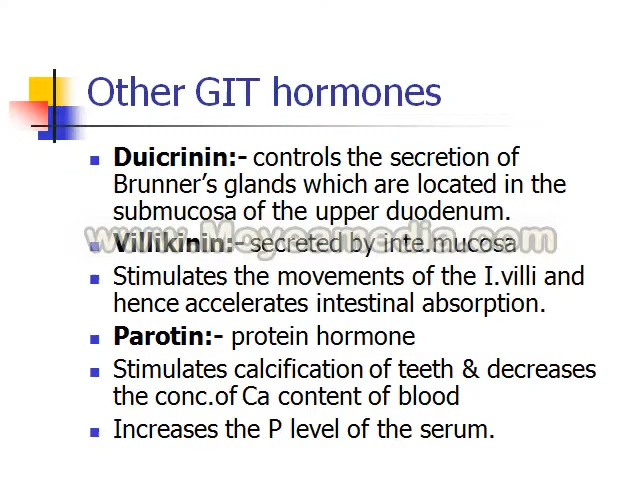 Other GIT hormones
Duicrinin:- controls the secretion of
Brunner's glands which are located in the
submucosa of the upper duodenum.
www.Moyeamedia.com
Villikinin:- secreted by inte.mucosa
Stimulates the movements of the I.villi and
hence accelerates intestinal absorption.
Parotin:- protein hormone
Stimulates calcification of teeth & decreases
the conc.of Ca content of blood
Increases the P level of the serum.